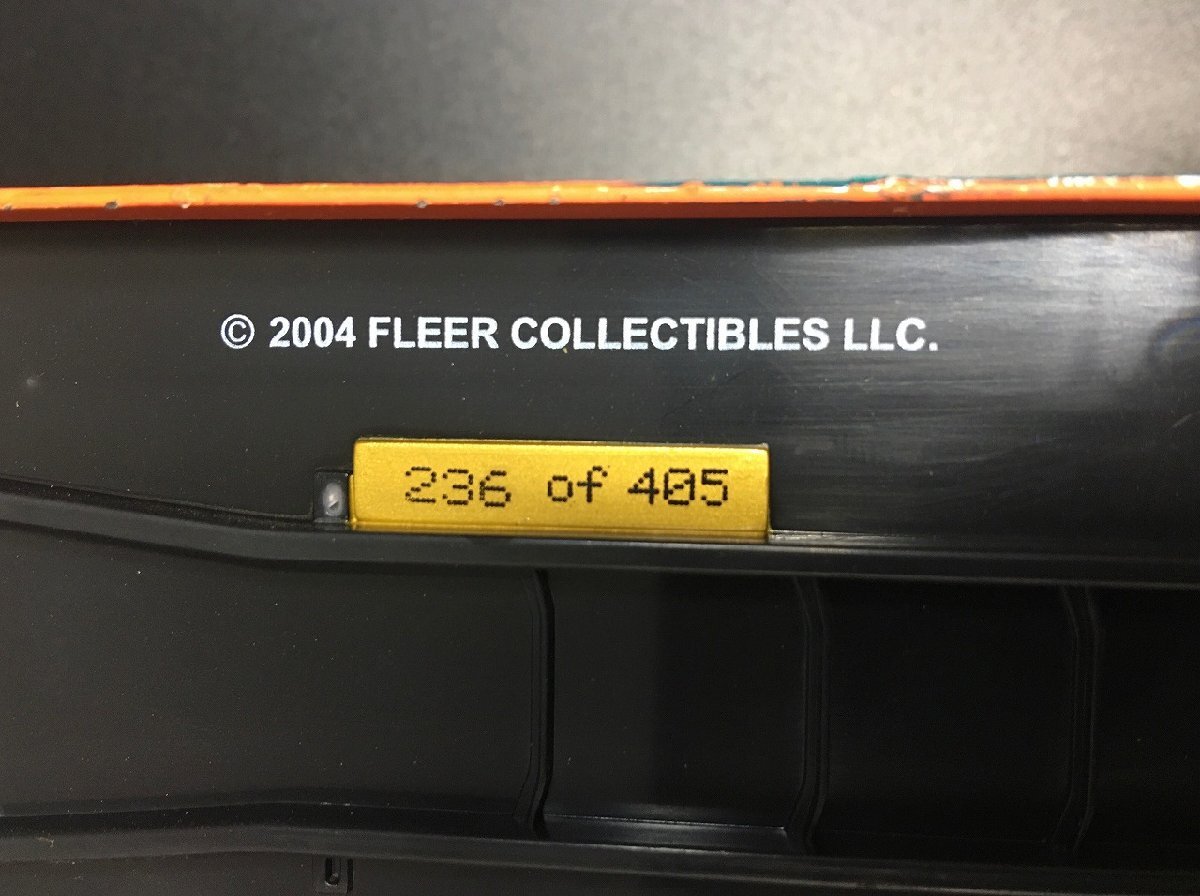 © 2004 FLEER COLLECTIBLES LLC.
236 of 405